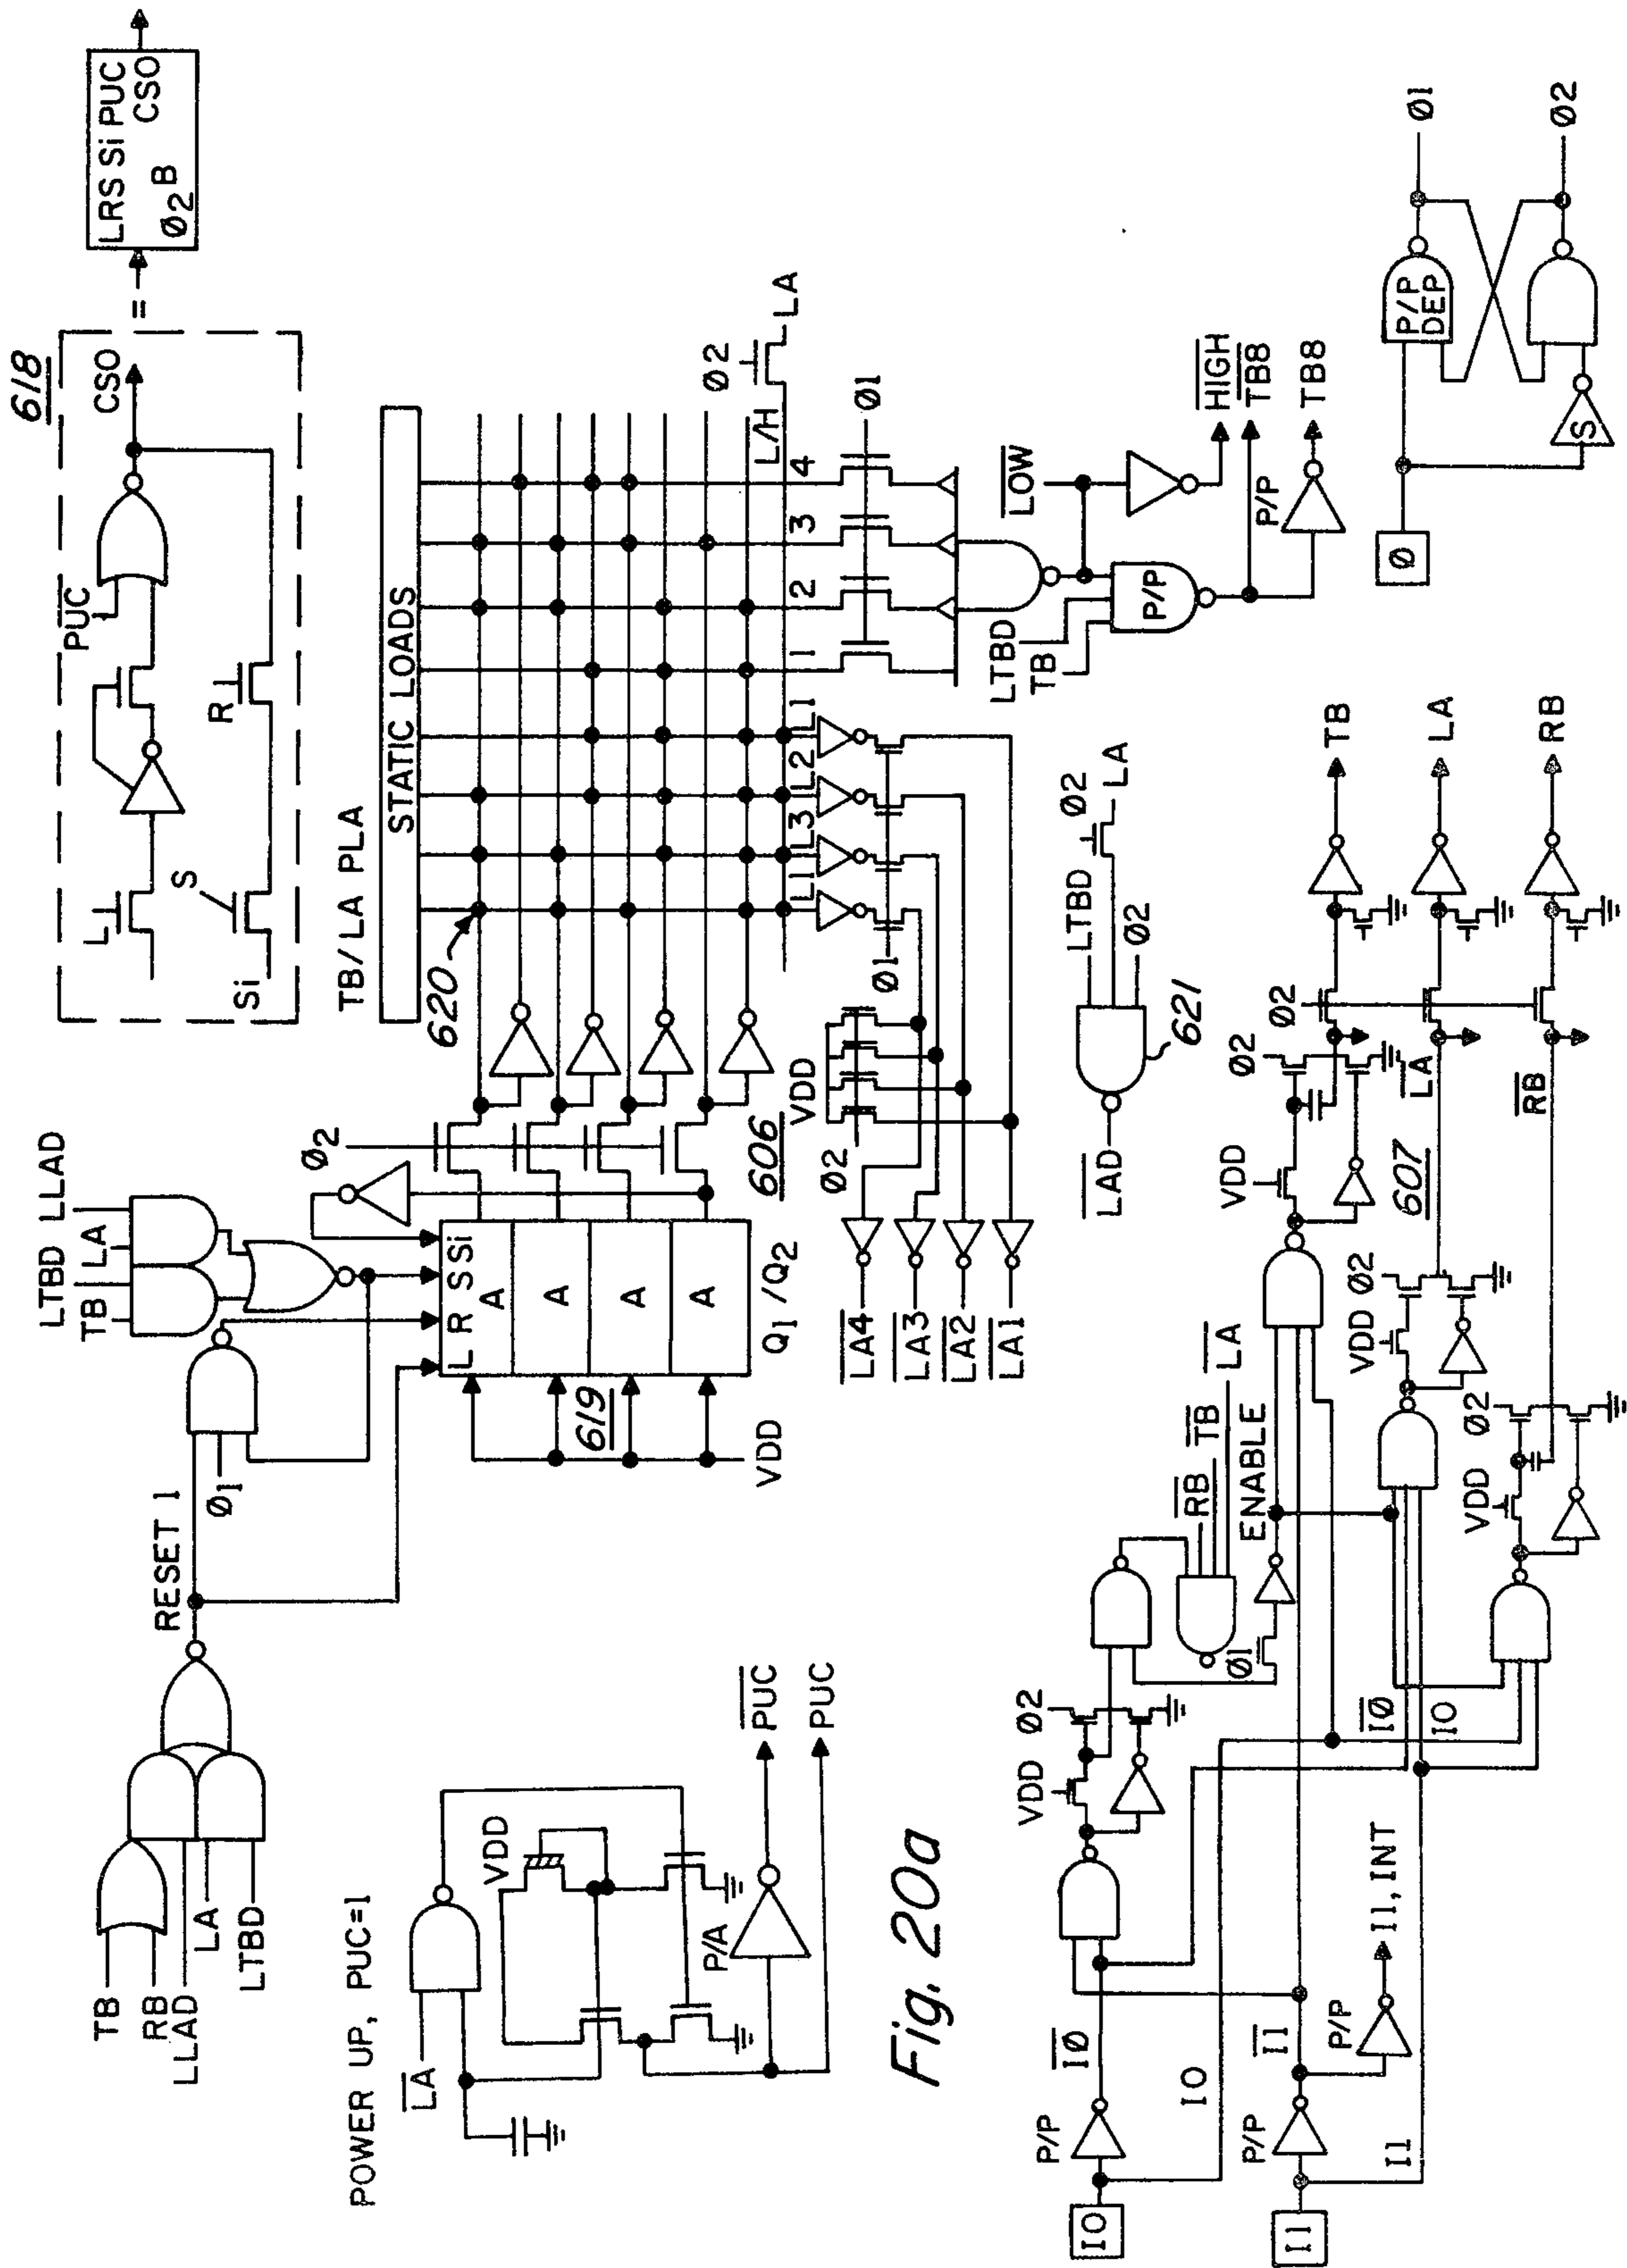 618
PUC
CSO
L
S
R
Si
=
LRS Si PUC
Ø2 B CSO
TB/LA PLA
STATIC LOADS
620
L/H
Ø2
LA
L1
L3
L2
L1
1
2
3
4
Ø1
Ø1
VDD
Ø2
606
LOW
HIGH
TB8
P/P
TB8
LTBD
TB
P/P
LTBD
LA
Ø2
Ø2
621
LAD
TB
LTBD
LA
LLAD
RESET 1
Ø1
L R S Si
A
A
A
A
Ø2
619
VDD
Q1/Q2
LA4
LA3
LA2
LA1
TB
RB
LLAD
LA
LTBD
POWER UP, PUC=1
LA
VDD
P/A
PUC
PUC
Fig. 20a
Ø
P/P
DEP
S
Ø1
Ø2
I0
P/P
IØ
I0
I1
P/P
I1
I1
P/P
I1, INT
VDD
Ø2
RB
TB
LA
Ø1
ENABLE
IØ
I0
VDD
Ø2
607
VDD
Ø2
VDD
Ø2
Ø2
LA
RB
TB
LA
RB